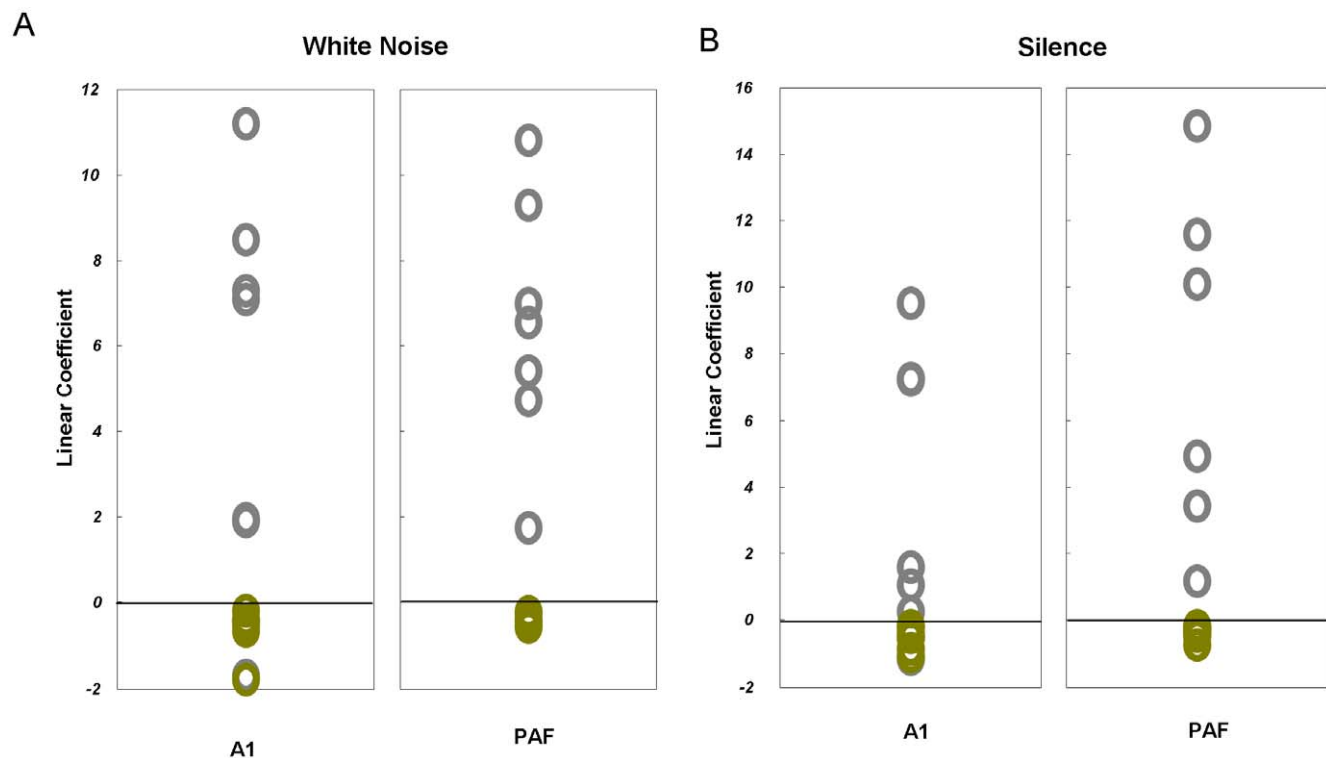 A
White Noise
Linear Coefficient
12
10
8
6
4
2
0
-2
A1
PAF
B
Silence
Linear Coefficient
16
14
12
10
8
6
4
2
0
-2
A1
PAF